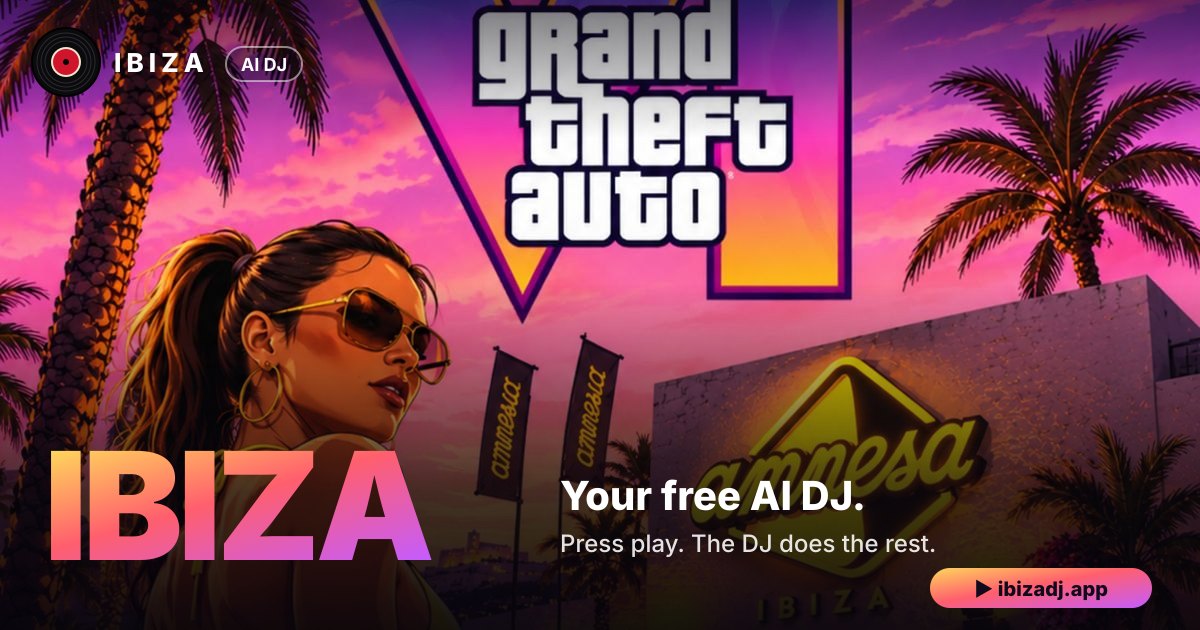 IBIZA AI DJ
grand
theft
auto
®
amnesia
amnesia
amnesa
IBIZA
Your free AI DJ.
Press play. The DJ does the rest.
▶ ibizadj.app
IBIZA